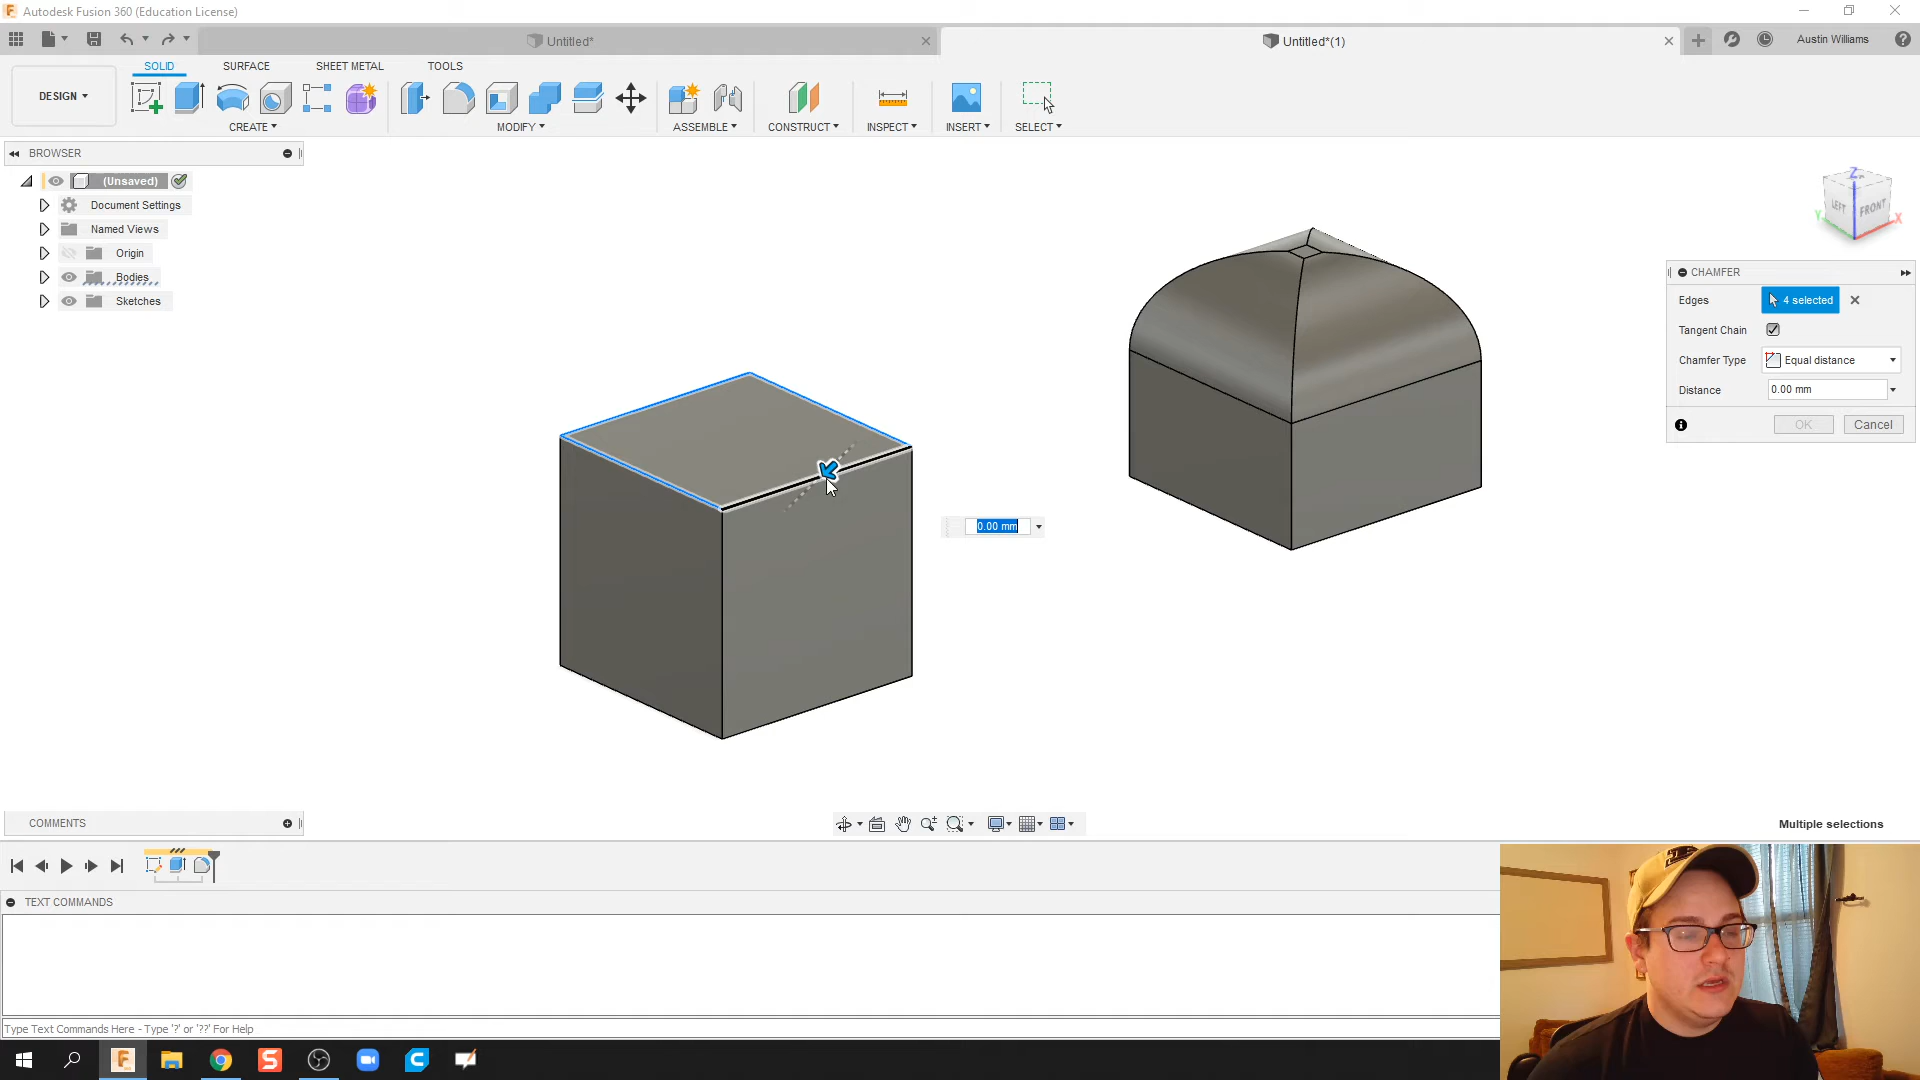 Autodesk Fusion 360 (Education License)
Untitled*
Untitled*(1)
Austin Williams
SOLID
SURFACE
SHEET METAL
TOOLS
DESIGN
CREATE
MODIFY
ASSEMBLE
CONSTRUCT
INSPECT
INSERT
SELECT
BROWSER
(Unsaved)
Document Settings
Named Views
Origin
Bodies
Sketches
Z
LEFT
FRONT
Y
X
CHAMFER
Edges
4 selected
Tangent Chain
Chamfer Type
Equal distance
Distance
0.00 mm
OK
Cancel
0.00 mm
COMMENTS
Multiple selections
TEXT COMMANDS
Type Text Commands Here - Type '?' or '??' For Help